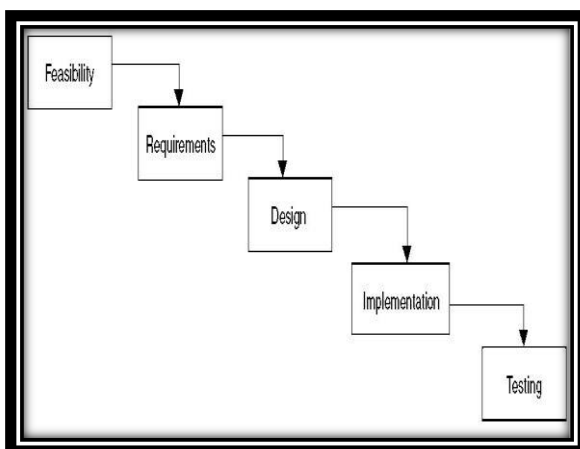 Feasibility
Requirements
Design
Implementation
Testing